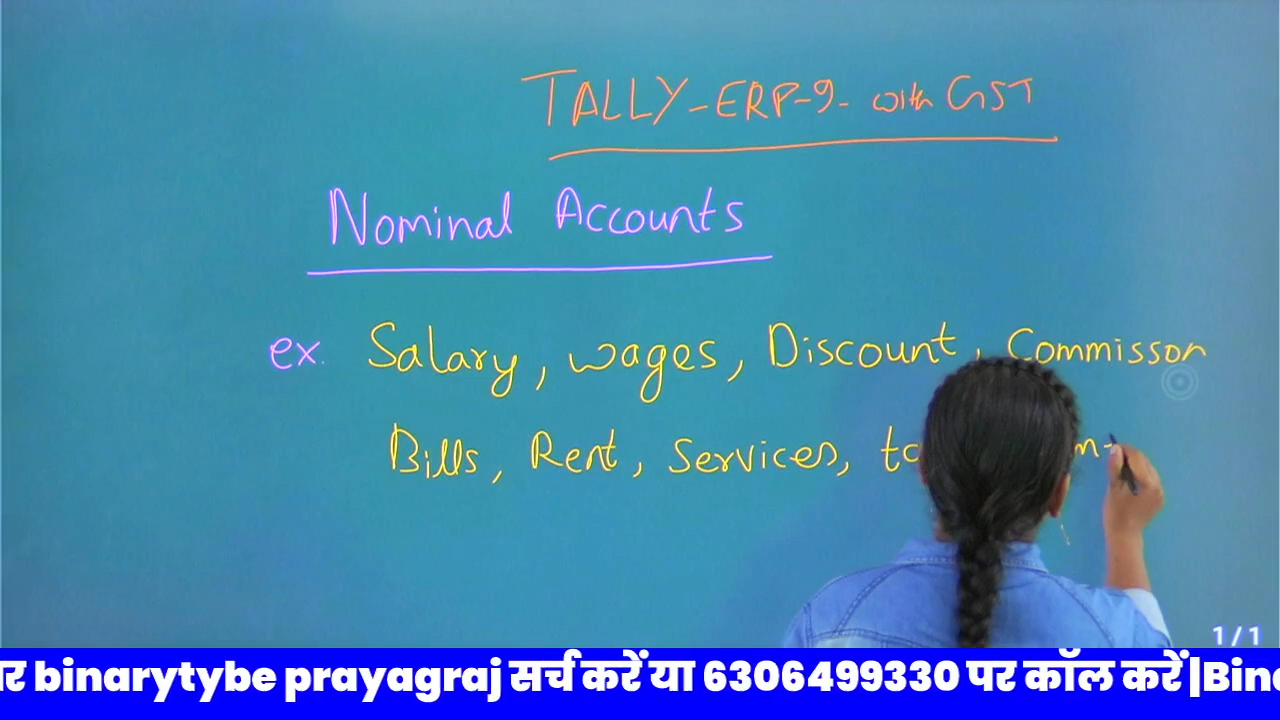 TALLY-ERP-9- with GST
Nominal Accounts
ex. Salary, wages, Discount, Commisson
Bills, Rent, Services,
1/1
binarytybe prayagraj सर्च करें या 6306499330 पर कॉल करें|